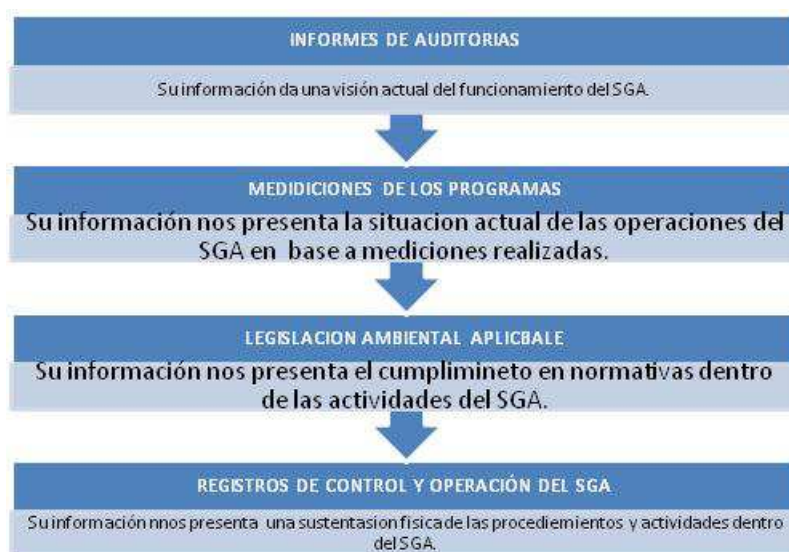 INFORMES DE AUDITORIAS
Su información da una visión actual del funcionamiento del SGA.
MEDIDICIONES DE LOS PROGRAMAS
Su información nos presenta la situacion actual de las operaciones del
SGA en base a mediciones realizadas.
LEGISLACION AMBIENTAL APLICBALE
Su información nos presenta el cumplimineto en normativas dentro
de las actividades del SGA.
REGISTROS DE CONTROL Y OPERACIÓN DEL SGA
Su información nnos presenta una sustentasion fisica de las procediemientos y actividades dentro
del SGA.